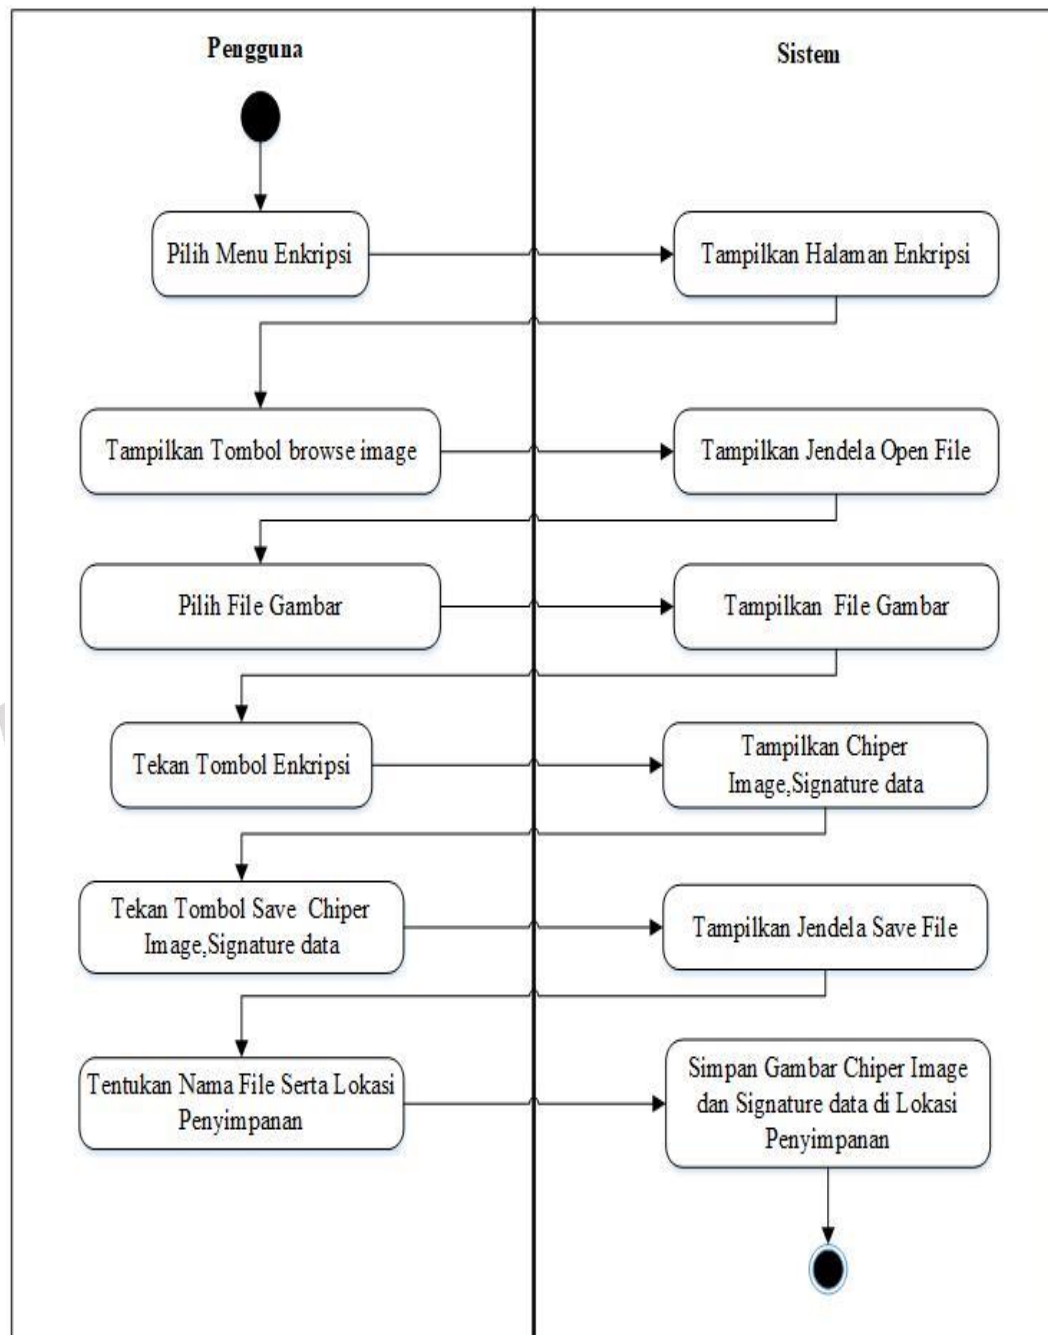 Pengguna
Sistem
Pilih Menu Enkripsi
Tampilkan Halaman Enkripsi
Tampilkan Tombol browse image
Tampilkan Jendela Open File
Pilih File Gambar
Tampilkan File Gambar
Tekan Tombol Enkripsi
Tampilkan Chiper
Image,Signature data
Tekan Tombol Save Chiper
Image,Signature data
Tampilkan Jendela Save File
Tentukan Nama File Serta Lokasi
Penyimpanan
Simpan Gambar Chiper Image
dan Signature data di Lokasi
Penyimpanan